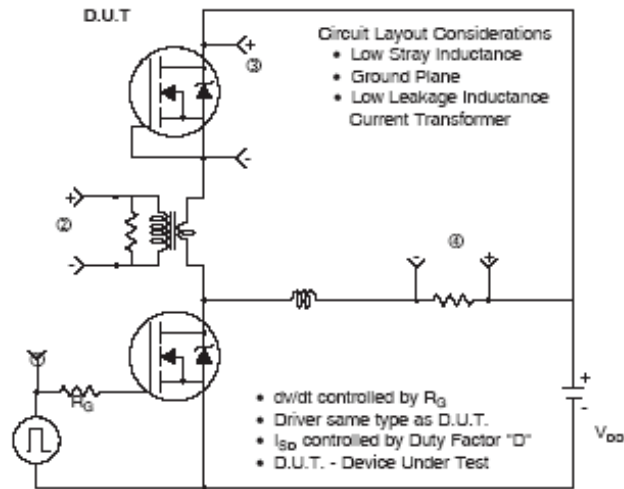 D.U.T
Circuit Layout Considerations
• Low Stray Inductance
• Ground Plane
• Low Leakage Inductance
Current Transformer
+
③
-
+
②
-
④
- +
①
RG
• dv/dt controlled by RG
• Driver same type as D.U.T.
• ISD controlled by Duty Factor "D"
• D.U.T. - Device Under Test
+
-
VDD